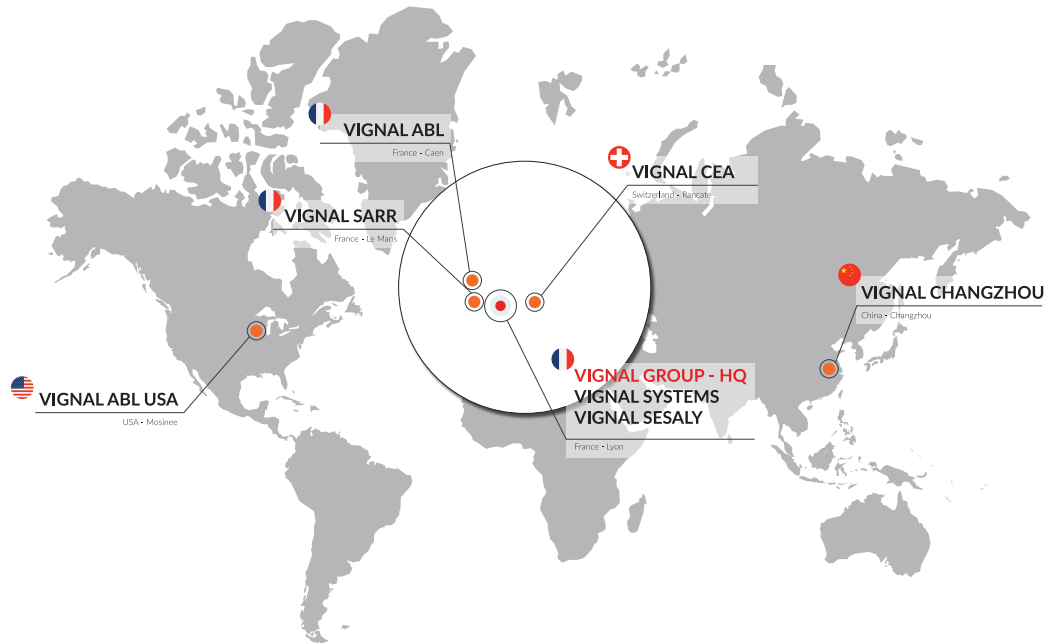 VIGNAL ABL
France - Caen
VIGNAL CEA
Switzerland - Rancate
VIGNAL SARR
France - Le Mans
VIGNAL CHANGZHOU
China - Changzhou
VIGNAL GROUP - HQ
VIGNAL SYSTEMS
VIGNAL SESALY
France - Lyon
VIGNAL ABL USA
USA - Mosinee